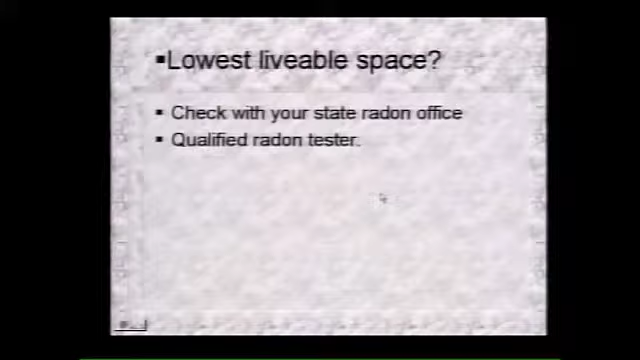 ▪Lowest liveable space?
▪ Check with your state radon office
▪ Qualified radon tester.